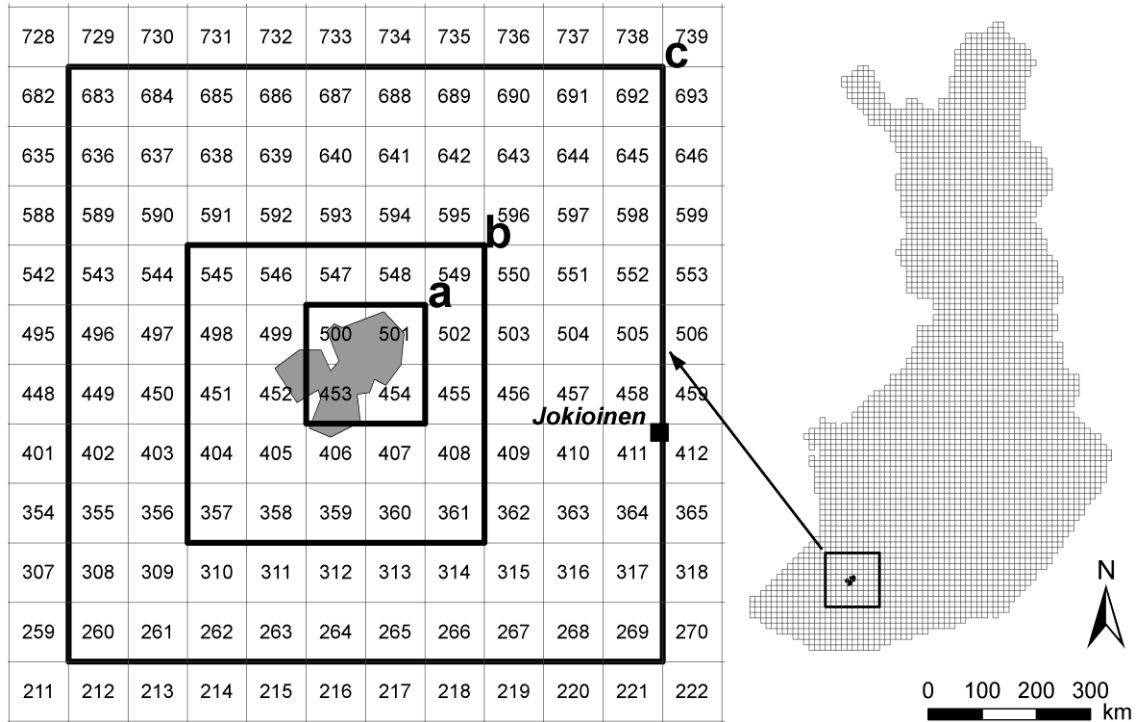 728 729 730 731 732 733 734 735 736 737 738 739
c
682 683 684 685 686 687 688 689 690 691 692 693
635 636 637 638 639 640 641 642 643 644 645 646
588 589 590 591 592 593 594 595 596 597 598 599
b
542 543 544 545 546 547 548 549 550 551 552 553
a
495 496 497 498 499 500 501 502 503 504 505 506
448 449 450 451 452 453 454 455 456 457 458 459
Jokioinen
401 402 403 404 405 406 407 408 409 410 411 412
354 355 356 357 358 359 360 361 362 363 364 365
307 308 309 310 311 312 313 314 315 316 317 318
259 260 261 262 263 264 265 266 267 268 269 270
211 212 213 214 215 216 217 218 219 220 221 222
N
0 100 200 300
km